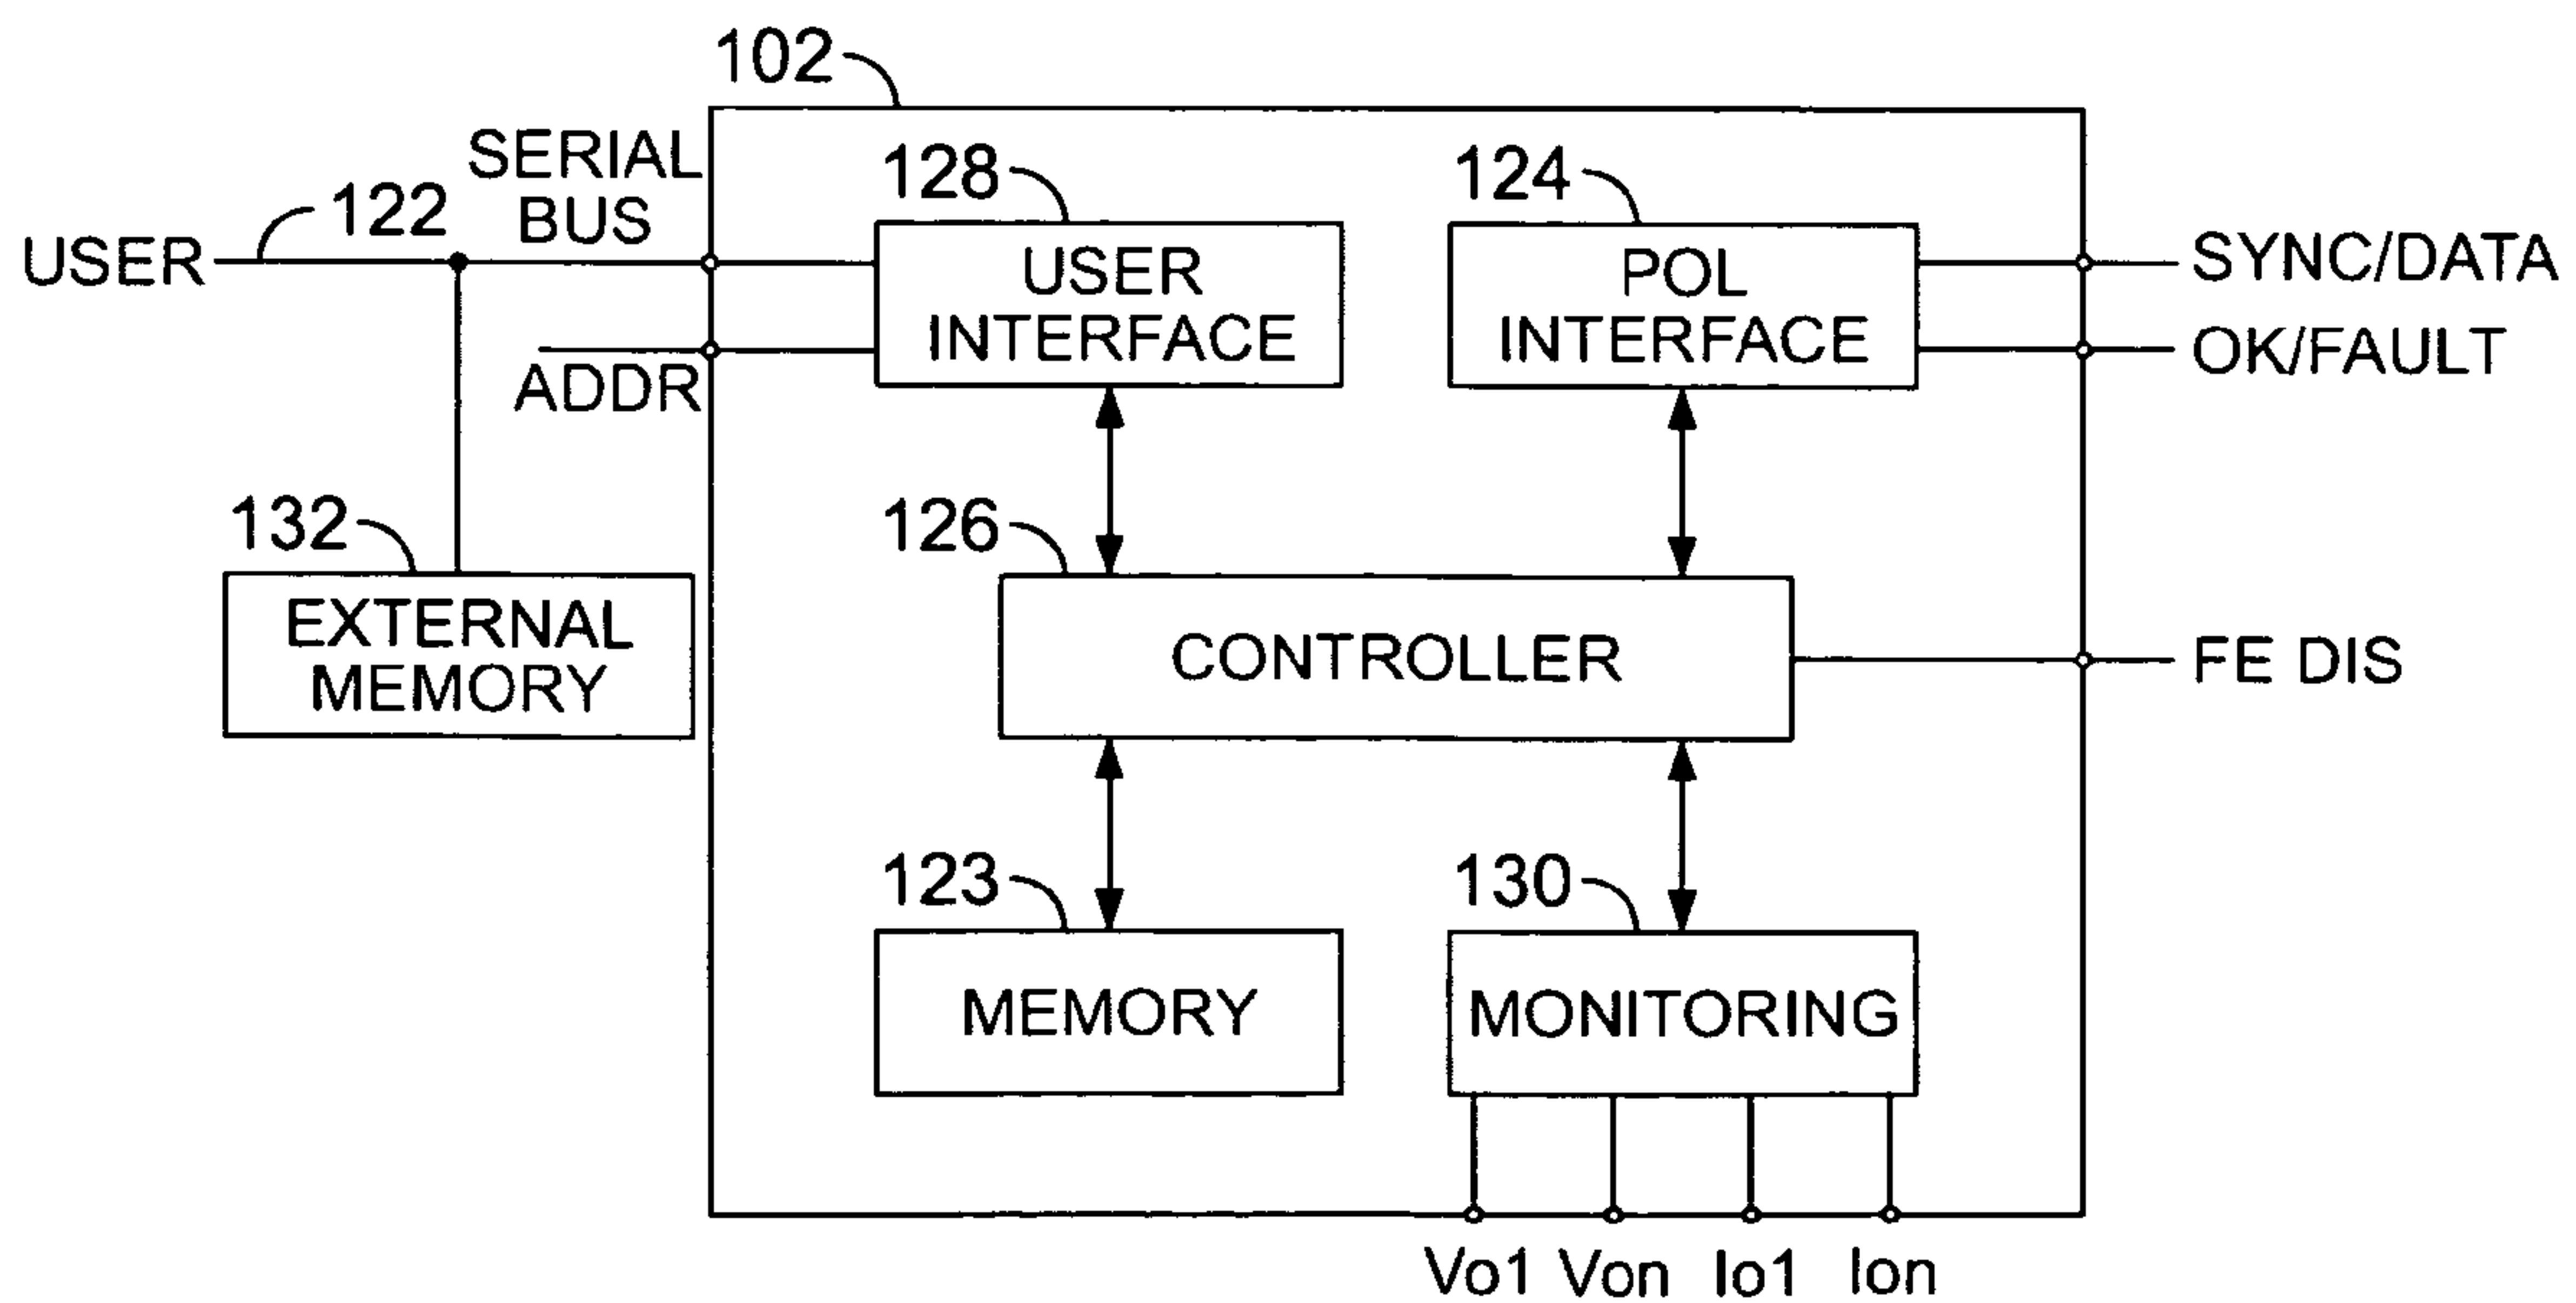 102
SERIAL
BUS
128
124
122
USER
USER
INTERFACE
POL
INTERFACE
SYNC/DATA
OK/FAULT
ADDR
132
126
EXTERNAL
MEMORY
CONTROLLER
FE DIS
123
130
MEMORY
MONITORING
Vo1 Von Io1 Ion